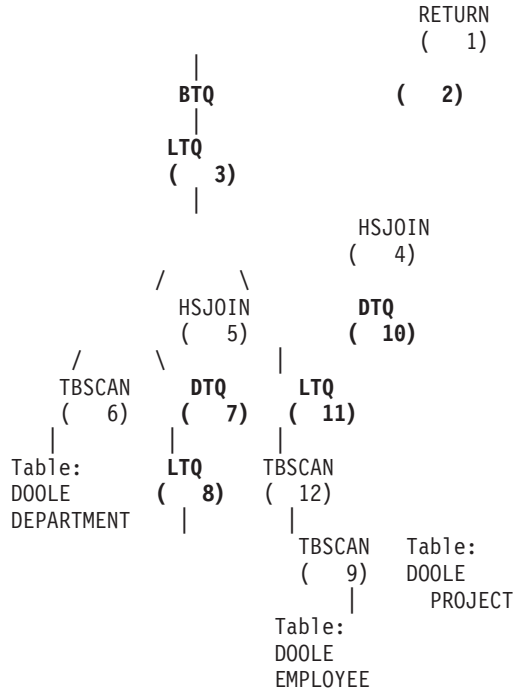 RETURN
( 1)
|
BTQ ( 2)
|
LTQ
( 3)
|
HSJOIN
( 4)
/ \
HSJOIN DTQ
( 5) ( 10)
/ \ |
TBSCAN DTQ LTQ
( 6) ( 7) ( 11)
| | |
Table: LTQ TBSCAN
DOOLE ( 8) ( 12)
DEPARTMENT | |
TBSCAN Table:
( 9) DOOLE
| PROJECT
Table:
DOOLE
EMPLOYEE